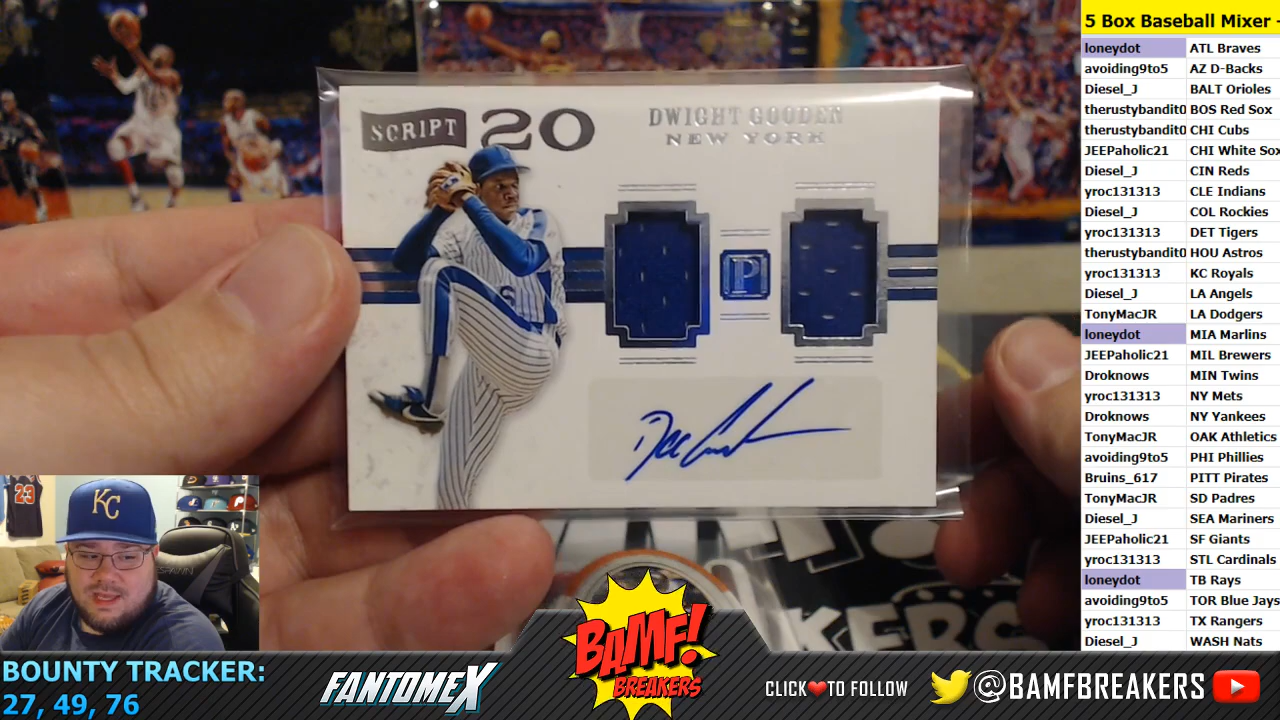 SCRIPT 20
DWIGHT GOODEN
NEW YORK
P
5 Box Baseball Mixer -
loneydot ATL Braves
avoiding9to5 AZ D-Backs
Diesel_J BALT Orioles
therustybandit0 BOS Red Sox
therustybandit0 CHI Cubs
JEEPaholic21 CHI White Sox
Diesel_J CIN Reds
yroc131313 CLE Indians
Diesel_J COL Rockies
yroc131313 DET Tigers
therustybandit0 HOU Astros
yroc131313 KC Royals
Diesel_J LA Angels
TonyMacJR LA Dodgers
loneydot MIA Marlins
JEEPaholic21 MIL Brewers
Droknows MIN Twins
yroc131313 NY Mets
Droknows NY Yankees
TonyMacJR OAK Athletics
avoiding9to5 PHI Phillies
Bruins_617 PITT Pirates
TonyMacJR SD Padres
Diesel_J SEA Mariners
JEEPaholic21 SF Giants
yroc131313 STL Cardinals
loneydot TB Rays
avoiding9to5 TOR Blue Jays
yroc131313 TX Rangers
Diesel_J WASH Nats
23
KC
BAMF!
BREAKERS
BOUNTY TRACKER:
27, 49, 76
FANTOMEX
CLICK TO FOLLOW
@BAMFBREAKERS